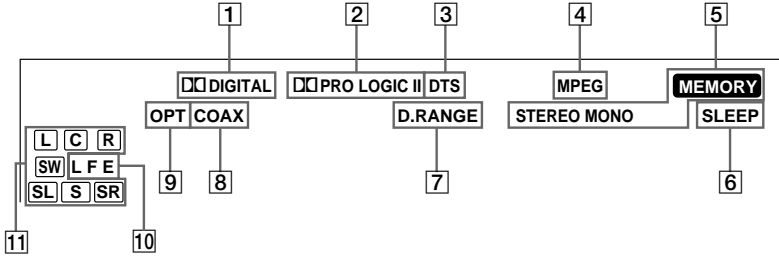 1 2 3 4 5
DIGITAL PRO LOGIC II DTS MPEG MEMORY
OPT COAX D.RANGE STEREO MONO SLEEP
L C R
SW L F E
9 8 7 6
SL S SR
11 10